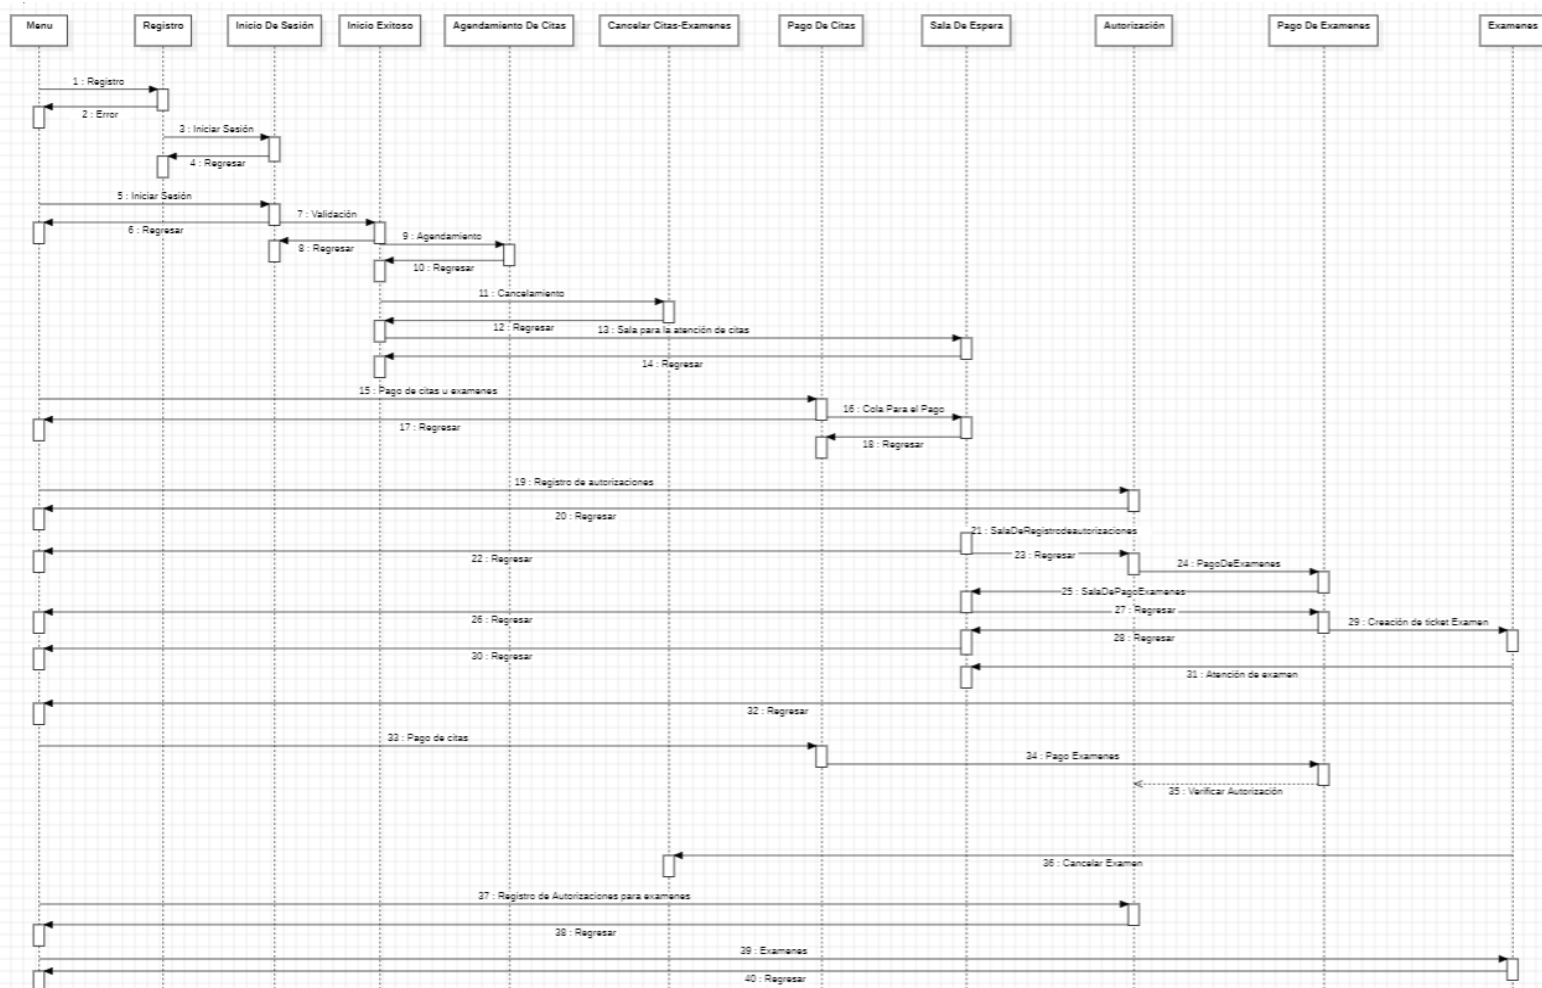 Menu
Registro
Inicio De Sesión
Inicio Exitoso
Agendamiento De Citas
Cancelar Citas-Examenes
Pago De Citas
Sala De Espera
Autorización
Pago De Examenes
Examenes
1 : Registro
2 : Error
3 : Iniciar Sesión
4 : Regresar
5 : Iniciar Sesión
6 : Regresar
7 : Validación
8 : Regresar
9 : Agendamiento
10 : Regresar
11 : Cancelamiento
12 : Regresar
13 : Sala para la atención de citas
14 : Regresar
15 : Pago de citas u examenes
16 : Cola Para el Pago
17 : Regresar
18 : Regresar
19 : Registro de autorizaciones
20 : Regresar
21 : SalaDeRegistrodeautorizaciones
22 : Regresar
23 : Regresar
24 : PagoDeExamenes
25 : SalaDePagoExamenes
26 : Regresar
27 : Regresar
28 : Regresar
29 : Creación de ticket Examen
30 : Regresar
31 : Atención de examen
32 : Regresar
33 : Pago de citas
34 : Pago Examenes
35 : Verificar Autorización
36 : Cancelar Examen
37 : Registro de Autorizaciones para examenes
38 : Regresar
39 : Examenes
40 : Regresar